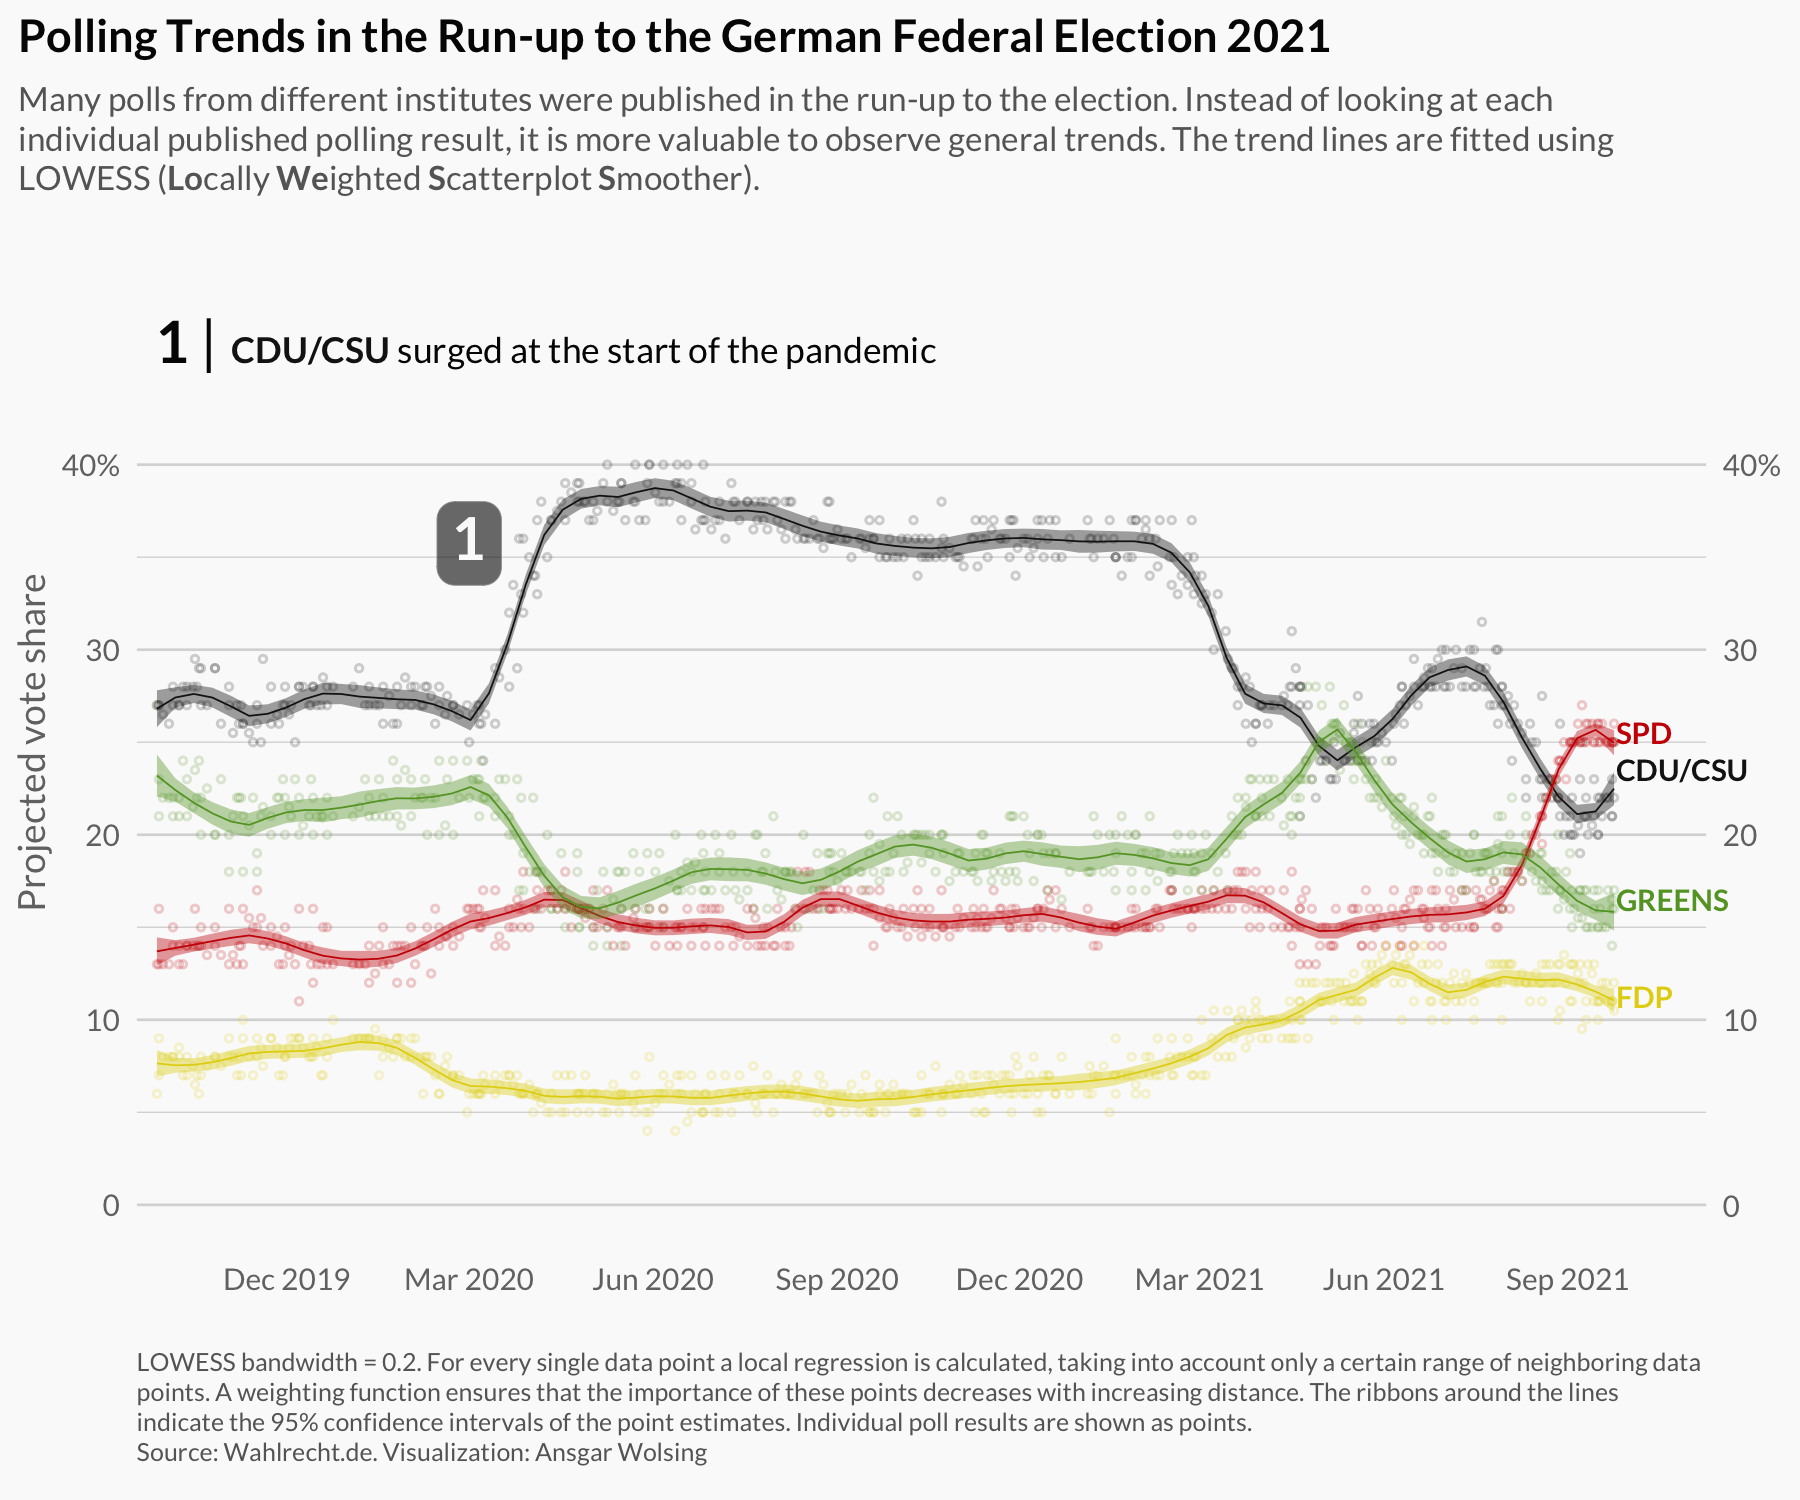 Polling Trends in the Run-up to the German Federal Election 2021
Many polls from different institutes were published in the run-up to the election. Instead of looking at each
individual published polling result, it is more valuable to observe general trends. The trend lines are fitted using
LOWESS (Locally Weighted Scatterplot Smoother).
1 | CDU/CSU surged at the start of the pandemic
Projected vote share
40% 40%
1
30 30
SPD
CDU/CSU
20 20
GREENS
FDP
10 10
0 0
Dec 2019 Mar 2020 Jun 2020 Sep 2020 Dec 2020 Mar 2021 Jun 2021 Sep 2021
LOWESS bandwidth = 0.2. For every single data point a local regression is calculated, taking into account only a certain range of neighboring data
points. A weighting function ensures that the importance of these points decreases with increasing distance. The ribbons around the lines
indicate the 95% confidence intervals of the point estimates. Individual poll results are shown as points.
Source: Wahlrecht.de. Visualization: Ansgar Wolsing